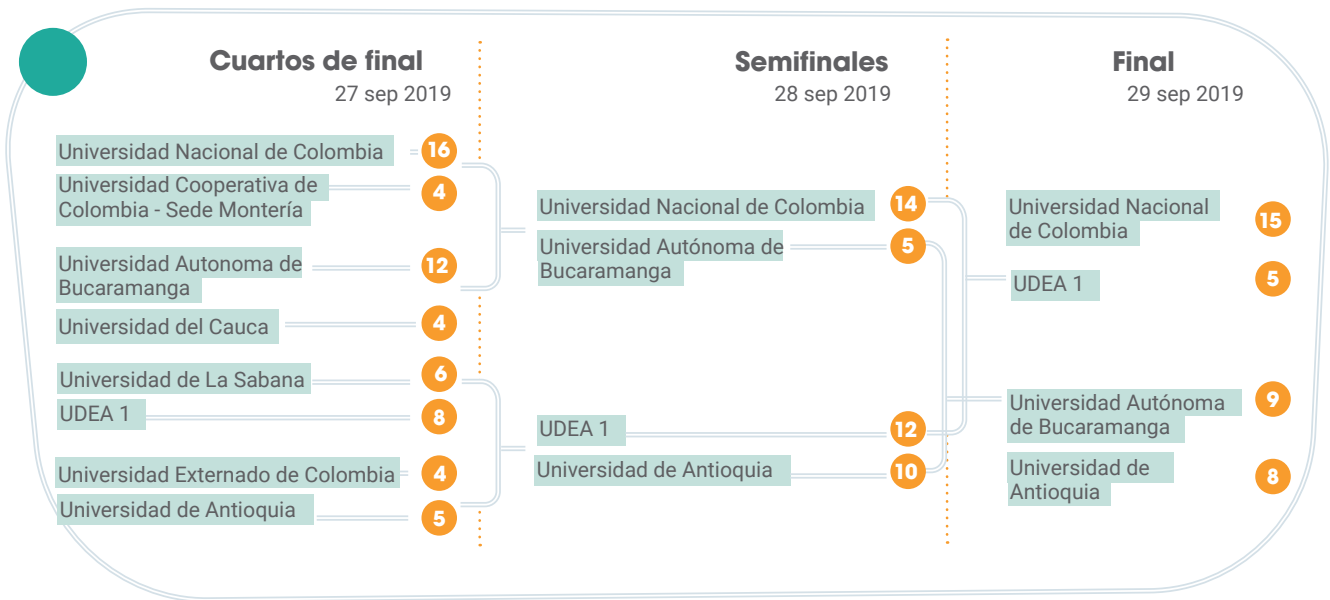 Cuartos de final
27 sep 2019
Universidad Nacional de Colombia
16
Universidad Cooperativa de
Colombia - Sede Montería
4
Universidad Autonoma de
Bucaramanga
12
Universidad del Cauca
4
Universidad de La Sabana
6
UDEA 1
8
Universidad Externado de Colombia
4
Universidad de Antioquia
5
Semifinales
28 sep 2019
Universidad Nacional de Colombia
14
Universidad Autónoma de
Bucaramanga
5
UDEA 1
12
Universidad de Antioquia
10
Final
29 sep 2019
Universidad Nacional
de Colombia
15
UDEA 1
5
Universidad Autónoma
de Bucaramanga
9
Universidad de
Antioquia
8